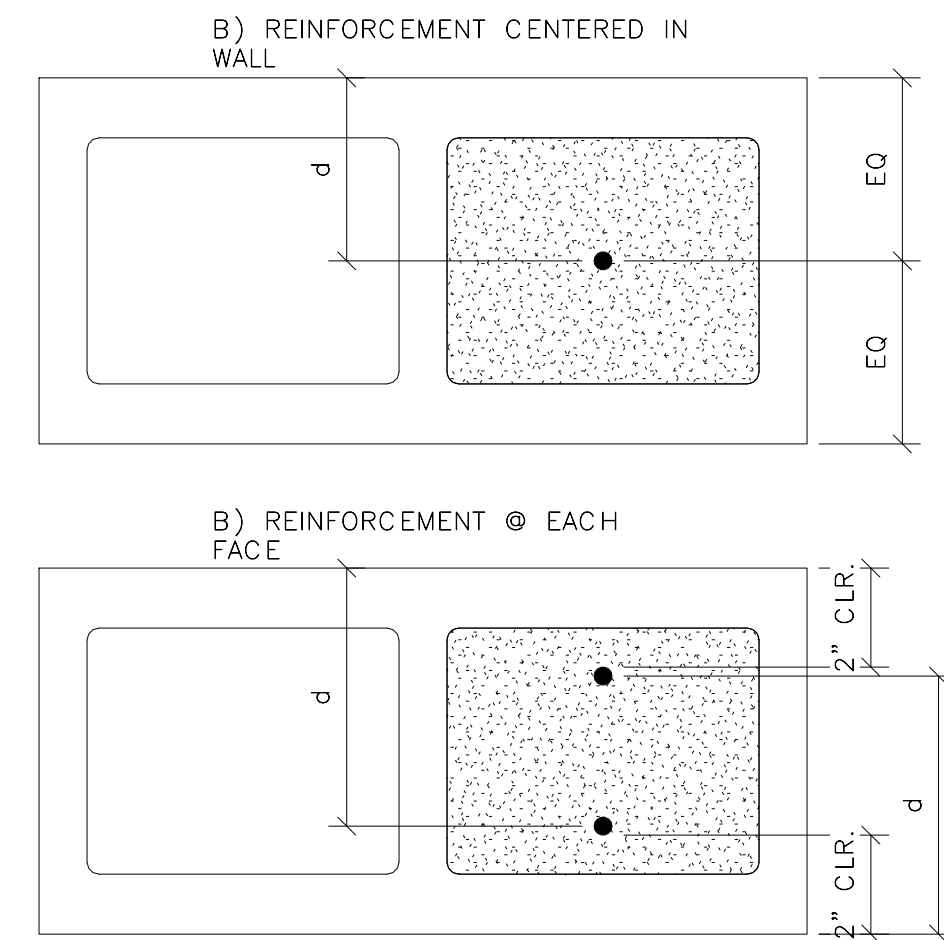 B) REINFORCEMENT CENTERED IN
WALL
d
EQ
EQ
B) REINFORCEMENT @ EACH
FACE
2" CLR.
d
d
2" CLR.